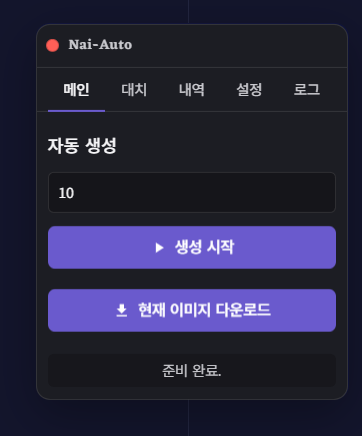 Nai-Auto
메인 대치 내역 설정 로그
자동 생성
10
생성 시작
현재 이미지 다운로드
준비 완료.